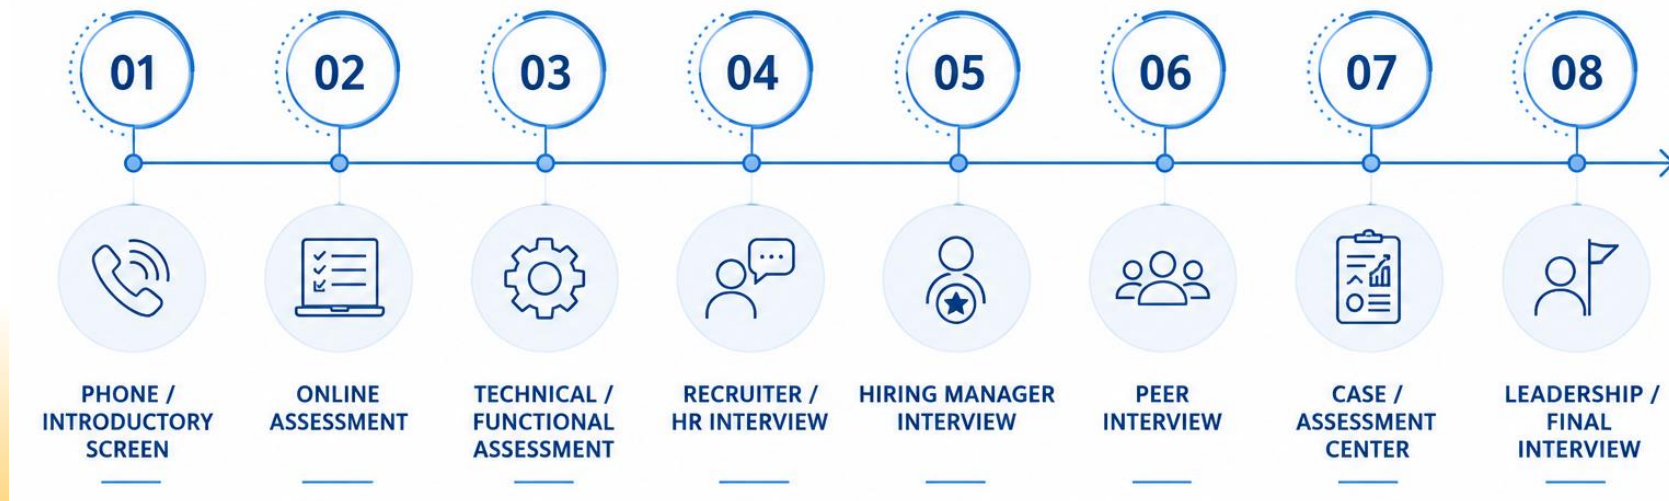 01
02
03
04
05
06
07
08
PHONE /
INTRODUCTORY
SCREEN
ONLINE
ASSESSMENT
TECHNICAL /
FUNCTIONAL
ASSESSMENT
RECRUITER /
HR INTERVIEW
HIRING MANAGER
INTERVIEW
PEER
INTERVIEW
CASE /
ASSESSMENT
CENTER
LEADERSHIP /
FINAL
INTERVIEW